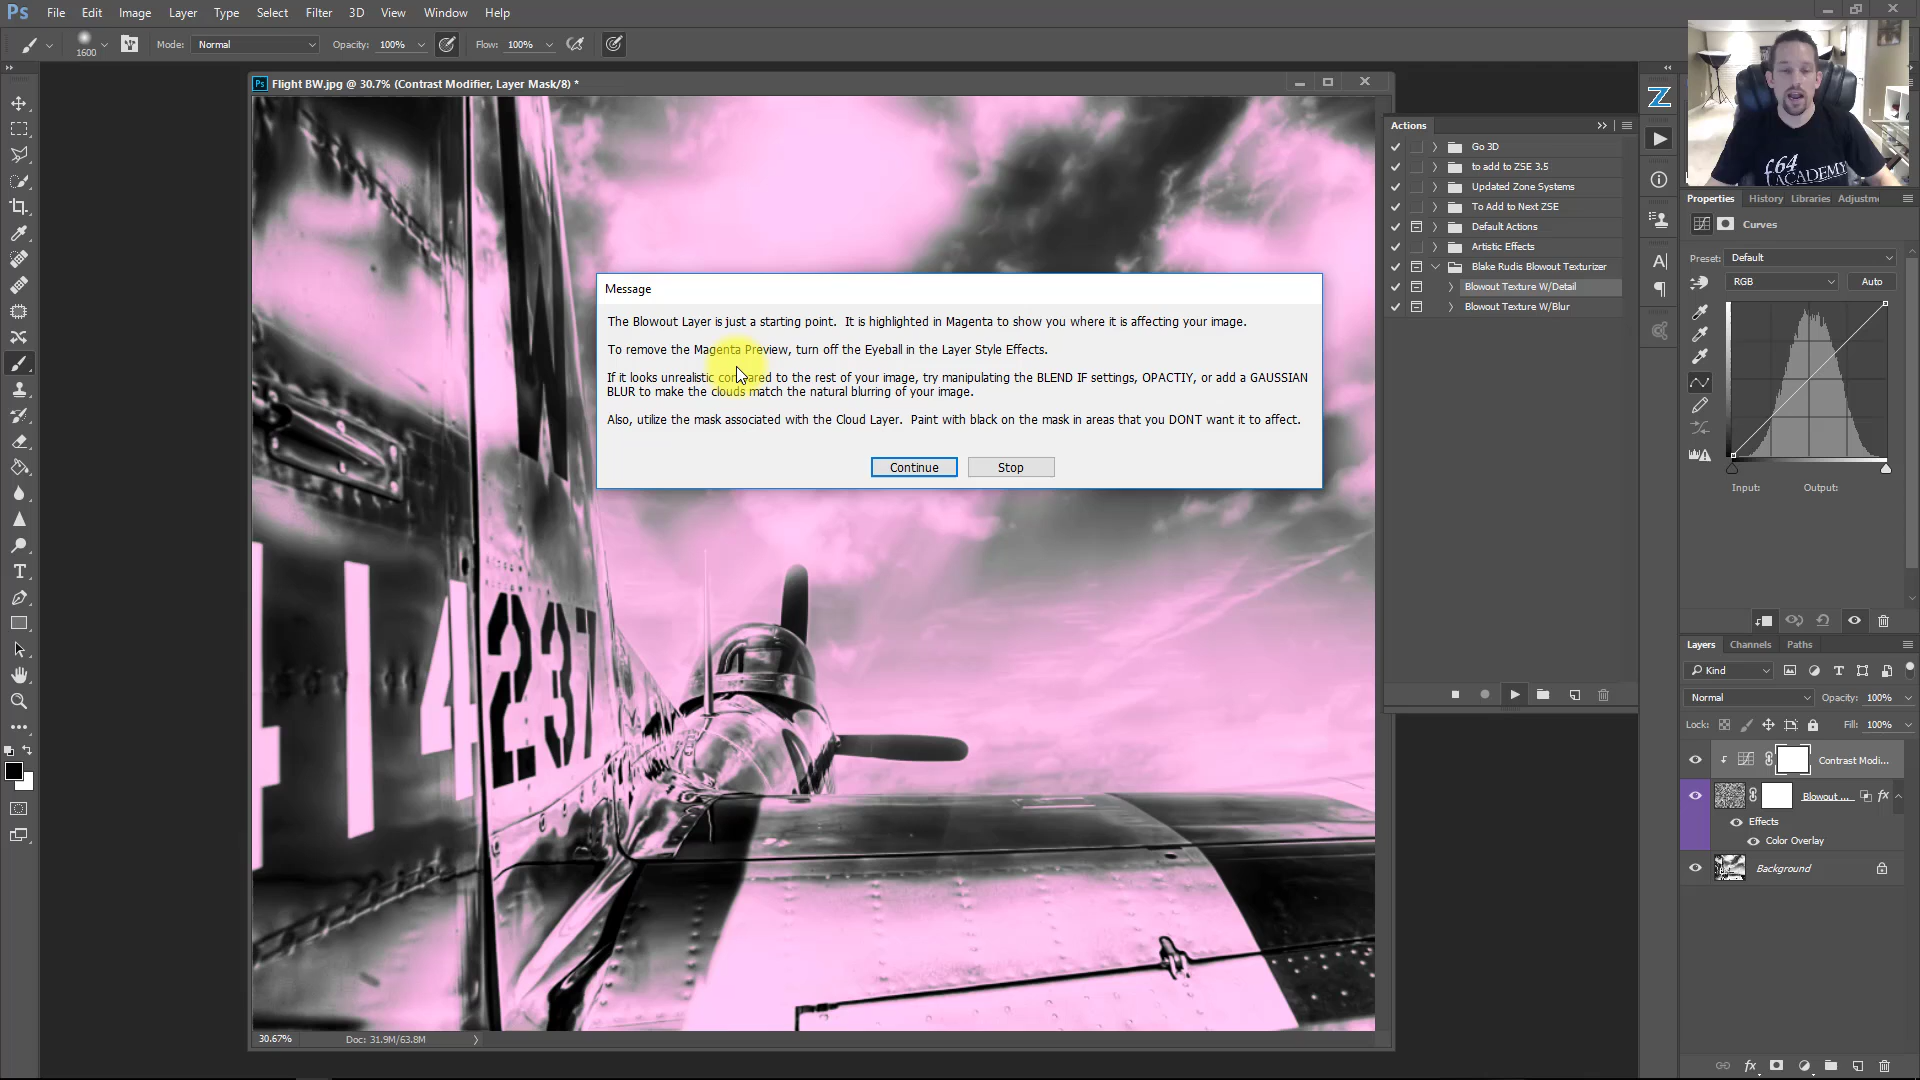 Ps File Edit Image Layer Type Select Filter 3D View Window Help
1600 Mode: Normal Opacity: 100% Flow: 100%
Ps Flight BW.jpg @ 30.7% (Contrast Modifier, Layer Mask/8) *
f64
ACADEMY
Actions
Go 3D
to add to ZSE 3.5
Updated Zone Systems
To Add to Next ZSE
Default Actions
Artistic Effects
Blake Rudis Blowout Texturizer
Blowout Texture W/Detail
Blowout Texture W/Blur
Message
The Blowout Layer is just a starting point.  It is highlighted in Magenta to show you where it is affecting your image.
To remove the Magenta Preview, turn off the Eyeball in the Layer Style Effects.
If it looks unrealistic compared to the rest of your image, try manipulating the BLEND IF settings, OPACTIY, or add a GAUSSIAN
BLUR to make the clouds match the natural blurring of your image.
Also, utilize the mask associated with the Cloud Layer.  Paint with black on the mask in areas that you DONT want it to affect.
Continue Stop
W
414
237
30.67% Doc: 31.9M/63.8M
Properties History Libraries Adjustm
Curves
Preset: Default
RGB Auto
Input: Output:
Layers Channels Paths
Kind
Normal Opacity: 100%
Lock: Fill: 100%
Contrast Modi...
Blowout ... fx
Effects
Color Overlay
Background
fx